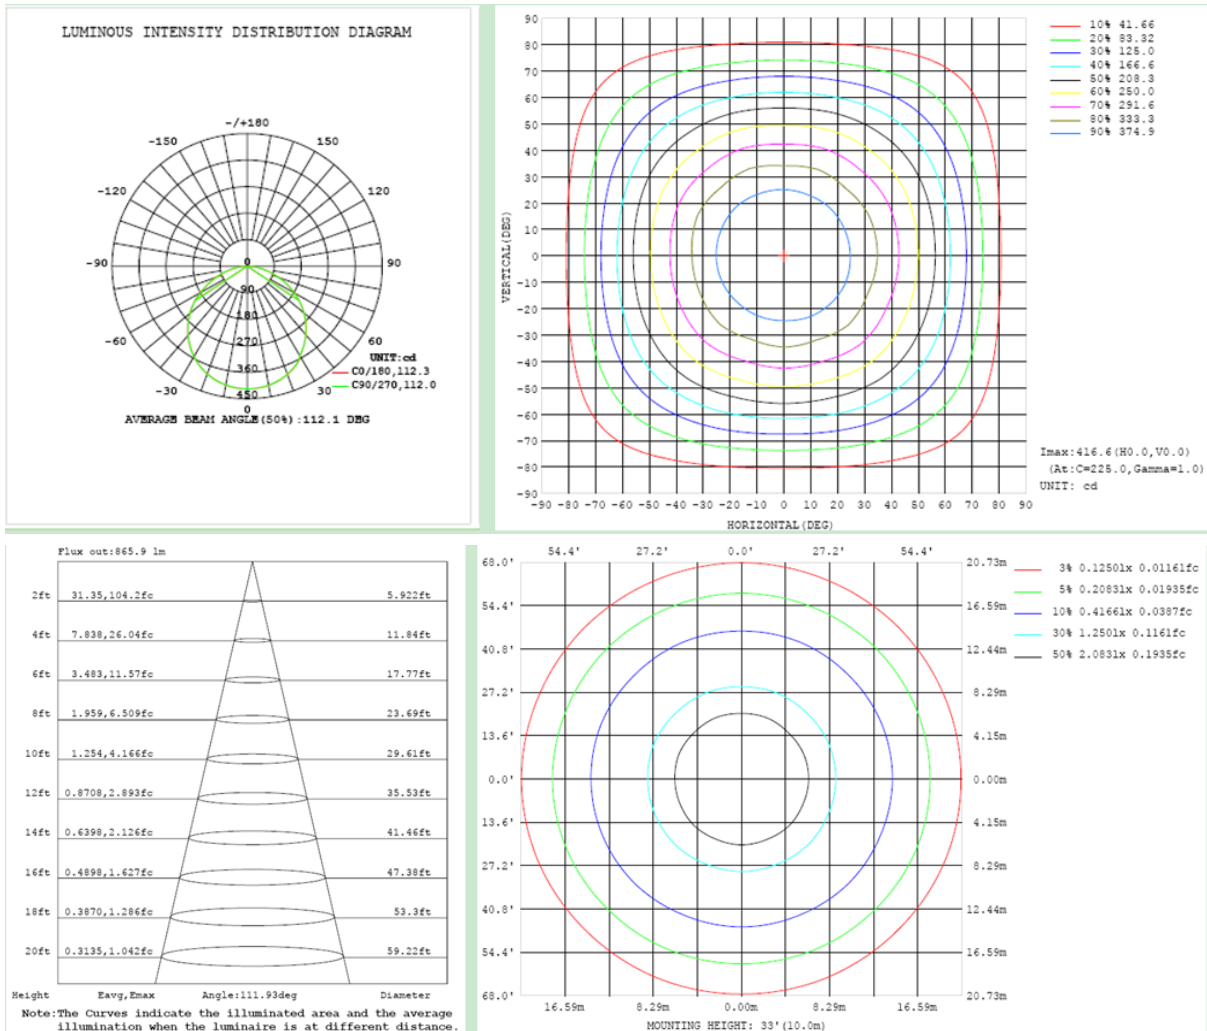 LUMINOUS INTENSITY DISTRIBUTION DIAGRAM
-/+180
-150 150
-120 120
-90 0 90
90
180
-60 270 60
UNIT:cd
360 C0/180,112.3
-30 450 30 C90/270,112.0
0
AVERAGE BEAM ANGLE(50%):112.1 DEG
VERTICAL(DEG)
90
80
70
60
50
40
30
20
10
0
-10
-20
-30
-40
-50
-60
-70
-80
-90
-90 -80 -70 -60 -50 -40 -30 -20 -10 0 10 20 30 40 50 60 70 80 90
HORIZONTAL(DEG)
10% 41.66
20% 83.32
30% 125.0
40% 166.6
50% 208.3
60% 250.0
70% 291.6
80% 333.3
90% 374.9
Imax:416.6(H0.0,V0.0)
(At:C=225.0,Gamma=1.0)
UNIT: cd
Flux out:865.9 lm
2ft 31.35,104.2fc 5.922ft
4ft 7.838,26.04fc 11.84ft
6ft 3.483,11.57fc 17.77ft
8ft 1.959,6.509fc 23.69ft
10ft 1.254,4.166fc 29.61ft
12ft 0.8708,2.893fc 35.53ft
14ft 0.6398,2.126fc 41.46ft
16ft 0.4898,1.627fc 47.38ft
18ft 0.3870,1.286fc 53.3ft
20ft 0.3135,1.042fc 59.22ft
Height Eavg,Emax Angle:111.93deg Diameter
Note:The Curves indicate the illuminated area and the average
illumination when the luminaire is at different distance.
54.4' 27.2' 0.0' 27.2' 54.4'
68.0' 20.73m
54.4' 16.59m
40.8' 12.44m
27.2' 8.29m
13.6' 4.15m
0.0' 0.00m
13.6' 4.15m
27.2' 8.29m
40.8' 12.44m
54.4' 16.59m
68.0' 20.73m
16.59m 8.29m 0.00m 8.29m 16.59m
MOUNTING HEIGHT: 33'(10.0m)
3% 0.1250lx 0.01161fc
5% 0.2083lx 0.01935fc
10% 0.4166lx 0.0387fc
30% 1.250lx 0.1161fc
50% 2.083lx 0.1935fc